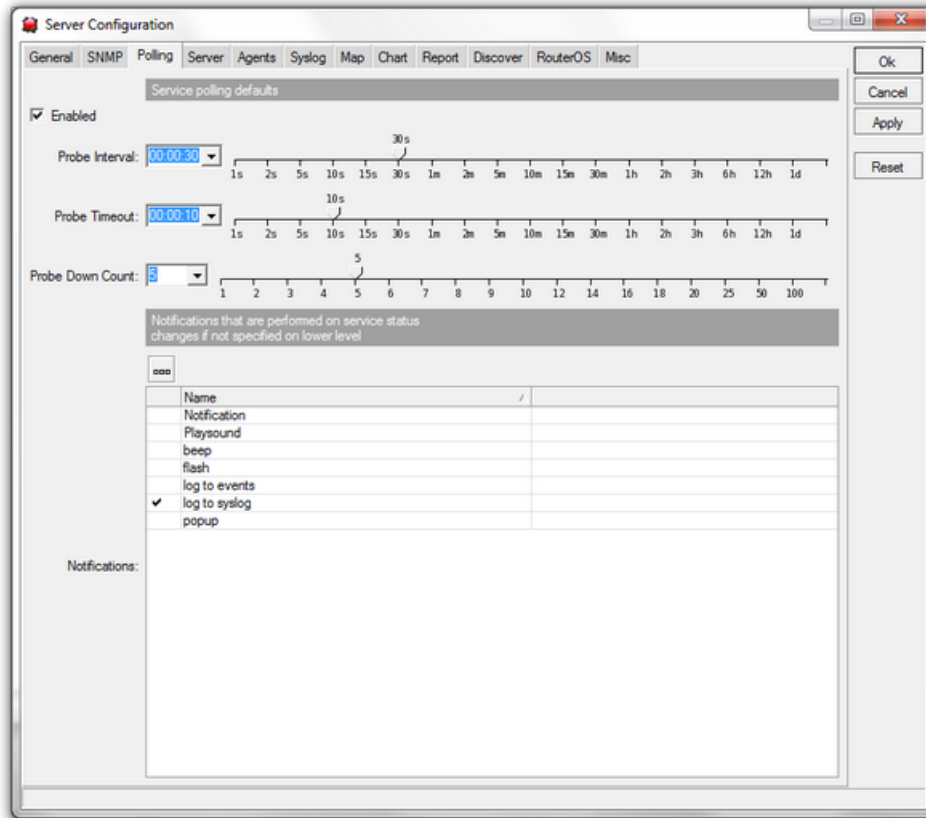 Server Configuration
General SNMP Polling Server Agents Syslog Map Chart Report Discover RouterOS Misc
Ok
Cancel
Apply
Reset
Service polling defaults
Enabled
30s
Probe Interval: 00:00:30
1s 2s 5s 10s 15s 30s 1m 2m 5m 10m 15m 30m 1h 2h 3h 6h 12h 1d
10s
Probe Timeout: 00:00:10
1s 2s 5s 10s 15s 30s 1m 2m 5m 10m 15m 30m 1h 2h 3h 6h 12h 1d
5
Probe Down Count: 5
1 2 3 4 5 6 7 8 9 10 12 14 16 18 20 25 50 100
Notifications that are performed on service status
changes if not specified on lower level
Name
Notification
Playsound
beep
flash
log to events
log to syslog
popup
Notifications: